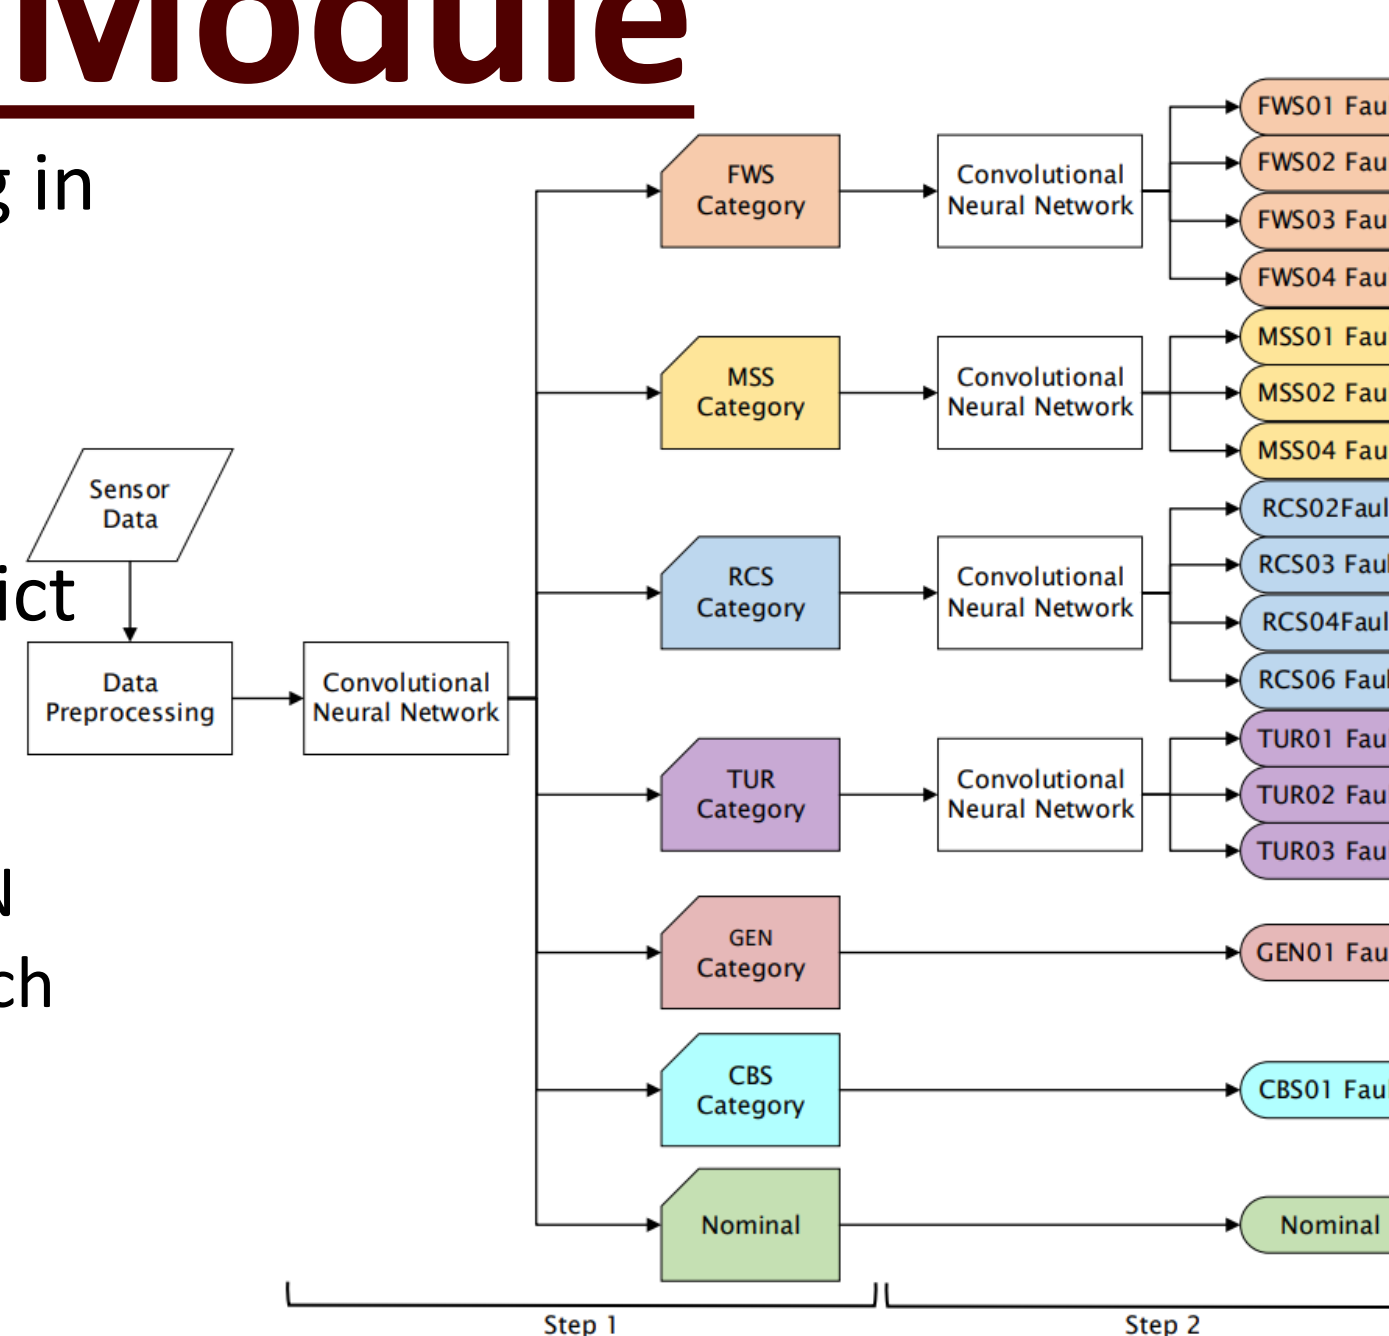 Module
g in
ict
N
ch
Sensor
Data
Data
Preprocessing
Convolutional
Neural Network
FWS
Category
Convolutional
Neural Network
FWS01 Fau
FWS02 Fau
FWS03 Fau
FWS04 Fau
MSS
Category
Convolutional
Neural Network
MSS01 Fau
MSS02 Fau
MSS04 Fau
RCS
Category
Convolutional
Neural Network
RCS02Faul
RCS03 Faul
RCS04Faul
RCS06 Faul
TUR
Category
Convolutional
Neural Network
TUR01 Fau
TUR02 Fau
TUR03 Fau
GEN
Category
GEN01 Fau
CBS
Category
CBS01 Fau
Nominal
Nominal
Step 1
Step 2